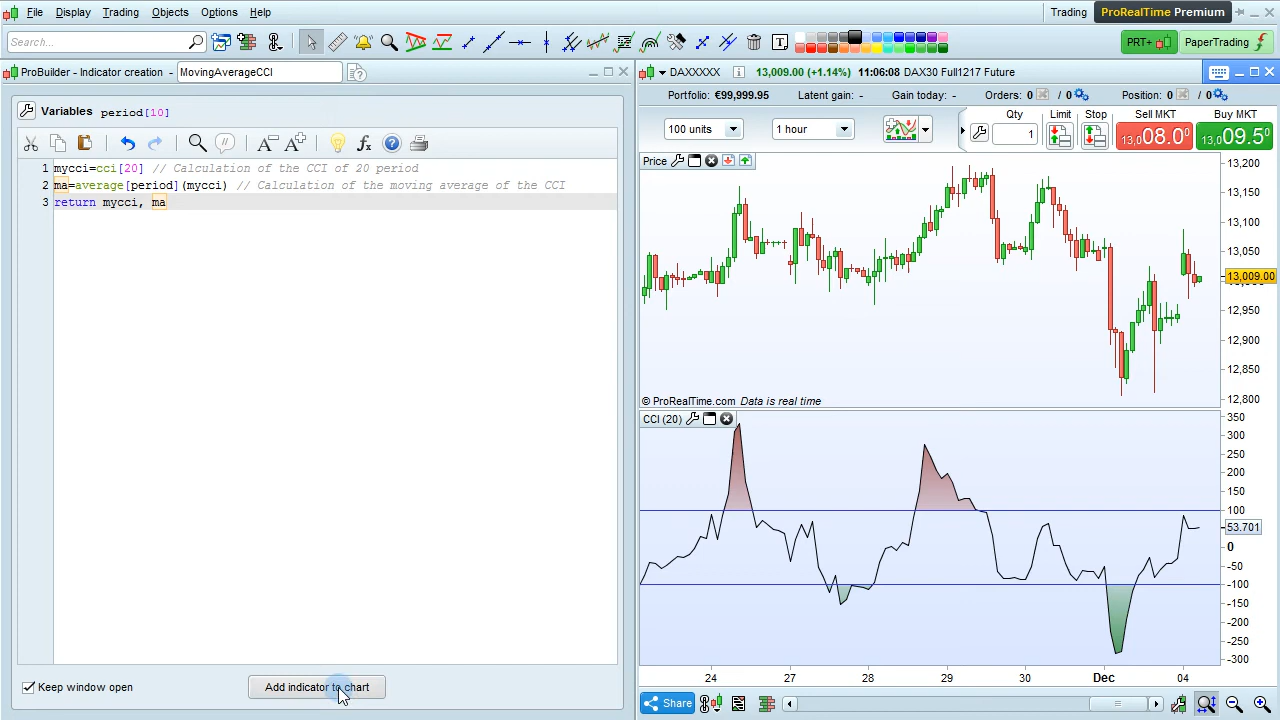 File Display Trading Objects Options Help Trading ProRealTime Premium
Search... PRT+ PaperTrading
ProBuilder - Indicator creation - MovingAverageCCI
DAXXXXX 13,009.00 (+1.14%) 11:06:08 DAX30 Full1217 Future
Portfolio: €99,999.95 Latent gain: - Gain today: - Orders: 0 / 0 Position: 0 / 0
Variables period[10]
100 units 1 hour Qty 1 Limit Stop Sell MKT 13,008.0⁰ Buy MKT 13,009.5⁰
1 mycci=cci[20] // Calculation of the CCI of 20 period
2 ma=average[period](mycci) // Calculation of the moving average of the CCI
3 return mycci, ma
Price
13,200
13,150
13,100
13,050
13,009.00
12,950
12,900
12,850
12,800
© ProRealTime.com Data is real time
CCI (20)
350
300
250
200
150
100
53.701
0
-50
-100
-150
-200
-250
-300
24 27 28 29 30 Dec 04
Keep window open Add indicator to chart
Share